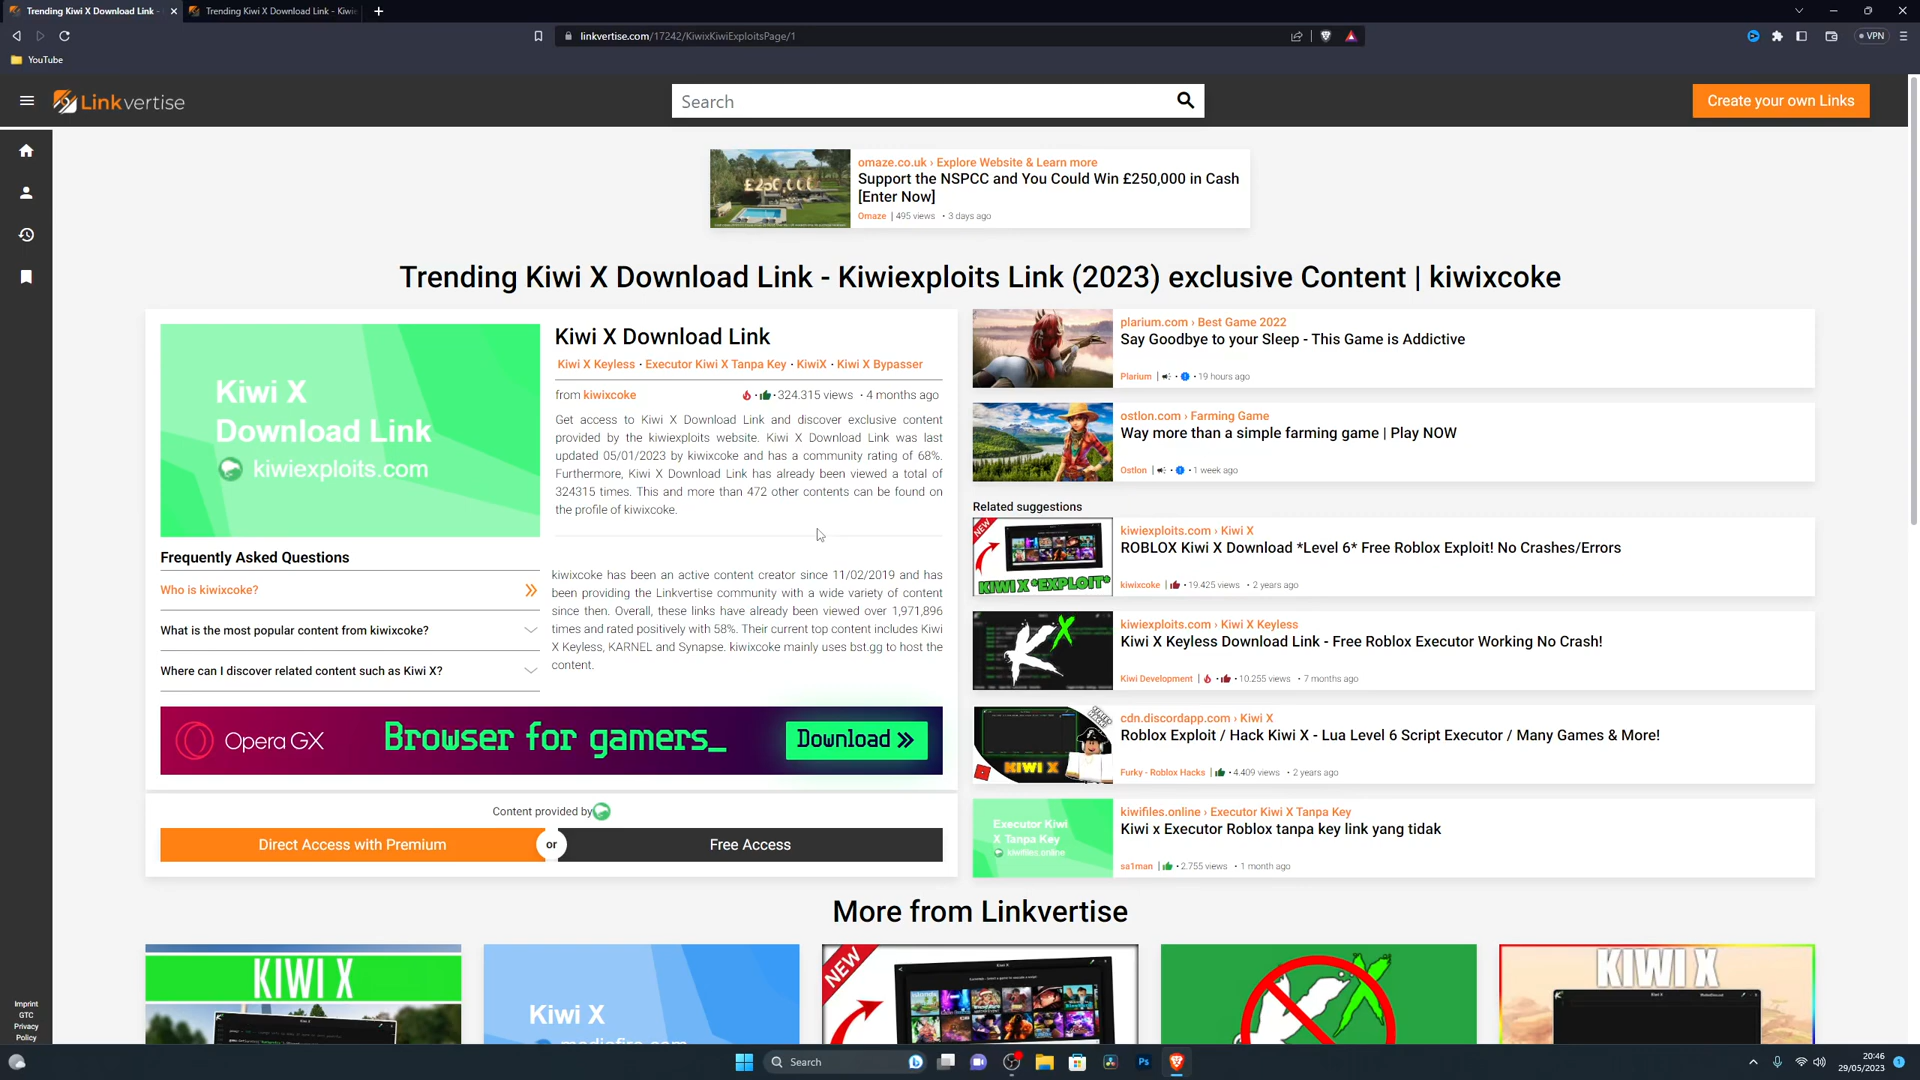 Trending Kiwi X Download Link -
Trending Kiwi X Download Link - Kiwi
linkvertise.com/17242/KiwixKiwiExploitsPage/1
VPN
YouTube
Linkvertise
Search
Create your own Links
£250,000
omaze.co.uk › Explore Website & Learn more
Support the NSPCC and You Could Win £250,000 in Cash
[Enter Now]
Omaze | 495 views • 3 days ago
Trending Kiwi X Download Link - Kiwiexploits Link (2023) exclusive Content | kiwixcoke
Kiwi X
Download Link
kiwiexploits.com
Kiwi X Download Link
Kiwi X Keyless • Executor Kiwi X Tanpa Key • KiwiX • Kiwi X Bypasser
from kiwixcoke
324.315 views • 4 months ago
Get access to Kiwi X Download Link and discover exclusive content
provided by the kiwiexploits website. Kiwi X Download Link was last
updated 05/01/2023 by kiwixcoke and has a community rating of 68%.
Furthermore, Kiwi X Download Link has already been viewed a total of
324315 times. This and more than 472 other contents can be found on
the profile of kiwixcoke.
Frequently Asked Questions
Who is kiwixcoke?
What is the most popular content from kiwixcoke?
Where can I discover related content such as Kiwi X?
kiwixcoke has been an active content creator since 11/02/2019 and has
been providing the Linkvertise community with a wide variety of content
since then. Overall, these links have already been viewed over 1,971,896
times and rated positively with 58%. Their current top content includes Kiwi
X Keyless, KARNEL and Synapse. kiwixcoke mainly uses bst.gg to host the
content.
Opera GX
Browser for gamers_
Download »
Content provided by
Direct Access with Premium
or
Free Access
plarium.com › Best Game 2022
Say Goodbye to your Sleep - This Game is Addictive
Plarium | • • 19 hours ago
ostlon.com › Farming Game
Way more than a simple farming game | Play NOW
Ostlon | • • 1 week ago
Related suggestions
NEW
KIWI X *EXPLOIT*
kiwiexploits.com › Kiwi X
ROBLOX Kiwi X Download *Level 6* Free Roblox Exploit! No Crashes/Errors
kiwixcoke | • 19.425 views • 2 years ago
KX
kiwiexploits.com › Kiwi X Keyless
Kiwi X Keyless Download Link - Free Roblox Executor Working No Crash!
Kiwi Development | • 10.255 views • 7 months ago
KIWI X
cdn.discordapp.com › Kiwi X
Roblox Exploit / Hack Kiwi X - Lua Level 6 Script Executor / Many Games & More!
Furky - Roblox Hacks | • 4.409 views • 2 years ago
Executor Kiwi
X Tanpa Key
kiwifiles.online
kiwifiles.online › Executor Kiwi X Tanpa Key
Kiwi x Executor Roblox tanpa key link yang tidak
sa1man | • 2.755 views • 1 month ago
More from Linkvertise
KIWI X
Kiwi X
mediafire.com
NEW
KX
KIWI X
Imprint
GTC
Privacy
Policy
Search
Ps
20:46
29/05/2023
1